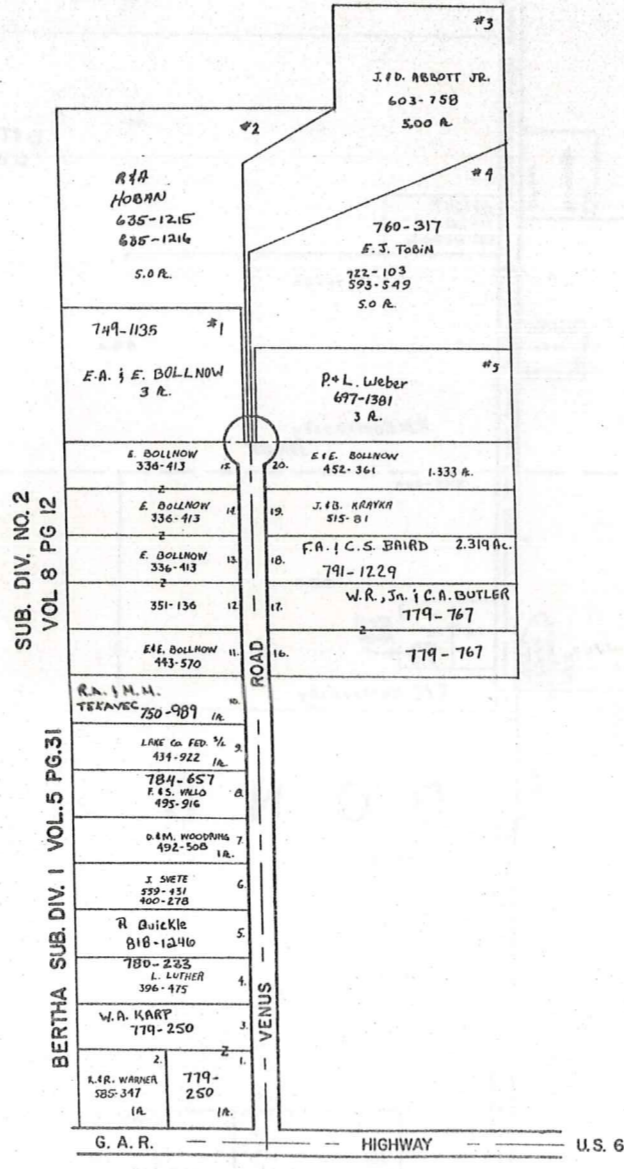 #3
J. & D. ABBOTT JR.
603-758
5.00 A.
#2
R & A
HOBAN
635-1215
635-1216
5.0 A.
#4
760-317
E. J. TOBIN
722-103
593-549
5.0 A.
749-1135 #1
E.A. & E. BOLLNOW
3 A.
#5
P. & L. Weber
697-1381
3 A.
E. BOLLNOW
336-413 15.
20. E & E. BOLLNOW
452-361 1.333 A.
Z
E. BOLLNOW
336-413 14.
19. J. & B. KRAVKA
515-81
Z
E. BOLLNOW
336-413 13.
18. F.A. & C.S. BAIRD 2.319 Ac.
791-1229
Z
351-136 12.
17. W.R., Jr. & C.A. BUTLER
779-767
Z
E&E. BOLLNOW
443-570 11.
16. 779-767
R.A. & M.M.
TEKAVEC 750-989 1A. 10.
LAKE Co. FED. S/L 9.
434-922 1A.
784-657
F. & S. VALLO 8.
495-916
D. & M. WOODRING 7.
492-508 1A.
J. SVETE 6.
559-431
400-278
R Quickle 5.
818-1246
780-233
L. LUTHER 4.
396-475
W.A. KARP
779-250 3.
Z
2.
R. & R. WARNER
585-347
1A.
1.
779-
250
1A.
SUB. DIV. NO. 2
VOL 8 PG 12
BERTHA SUB. DIV. 1 VOL.5 PG.31
VENUS ROAD
G. A. R. HIGHWAY U.S. 6